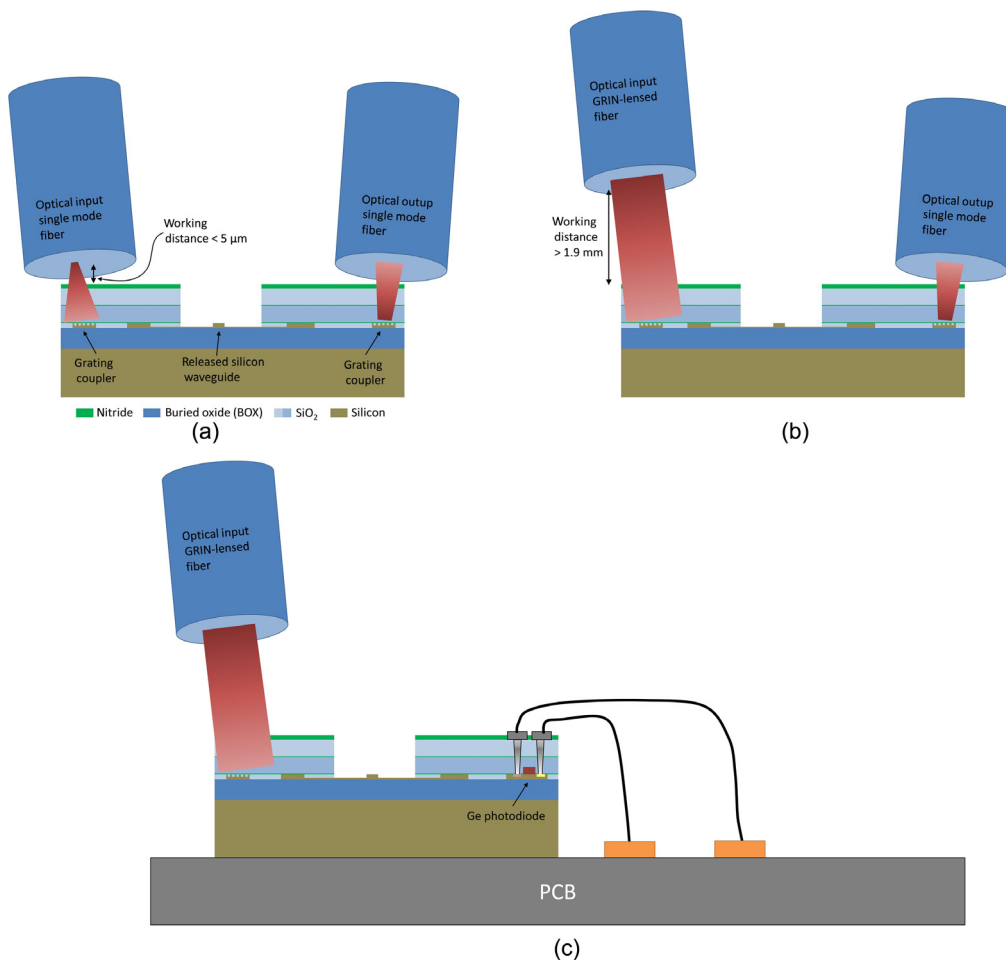 Optical input
single mode
fiber
Working
distance < 5 µm
Optical outup
single mode
fiber
Grating
coupler
Released silicon
waveguide
Grating
coupler
Nitride Buried oxide (BOX) SiO₂ Silicon
(a)
Optical input
GRIN-lensed
fiber
Working
distance
> 1.9 mm
Optical outup
single mode
fiber
(b)
Optical input
GRIN-lensed
fiber
Ge photodiode
PCB
(c)